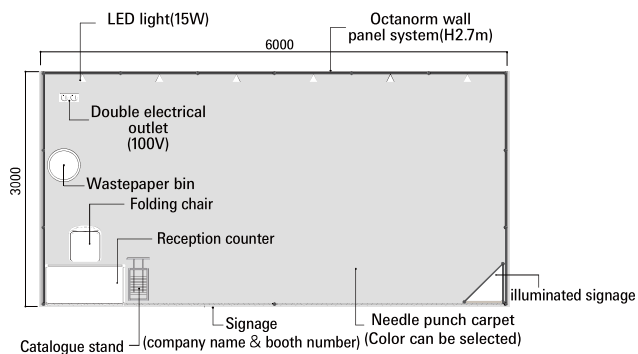 LED light(15W)
Octanorm wall
panel system(H2.7m)
6000
Double electrical
outlet
(100V)
3000
Wastepaper bin
Folding chair
Reception counter
illuminated signage
Signage
(company name & booth number)
Needle punch carpet
(Color can be selected)
Catalogue stand